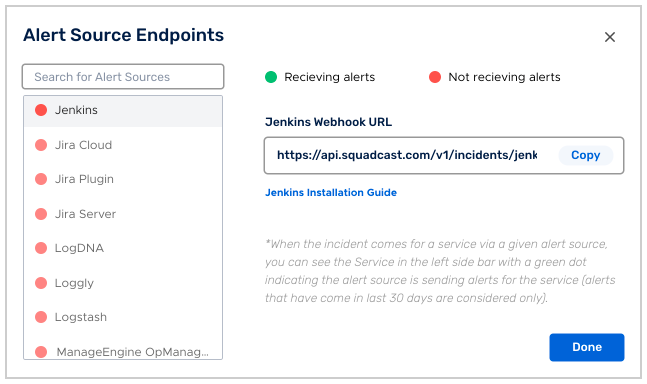 Alert Source Endpoints
Search for Alert Sources
Recieving alerts
Not recieving alerts
Jenkins
Jira Cloud
Jira Plugin
Jira Server
LogDNA
Loggly
Logstash
ManageEngine OpManag...
Jenkins Webhook URL
https://api.squadcast.com/v1/incidents/jenk
Copy
Jenkins Installation Guide
*When the incident comes for a service via a given alert source,
you can see the Service in the left side bar with a green dot
indicating the alert source is sending alerts for the service (alerts
that have come in last 30 days are considered only).
Done